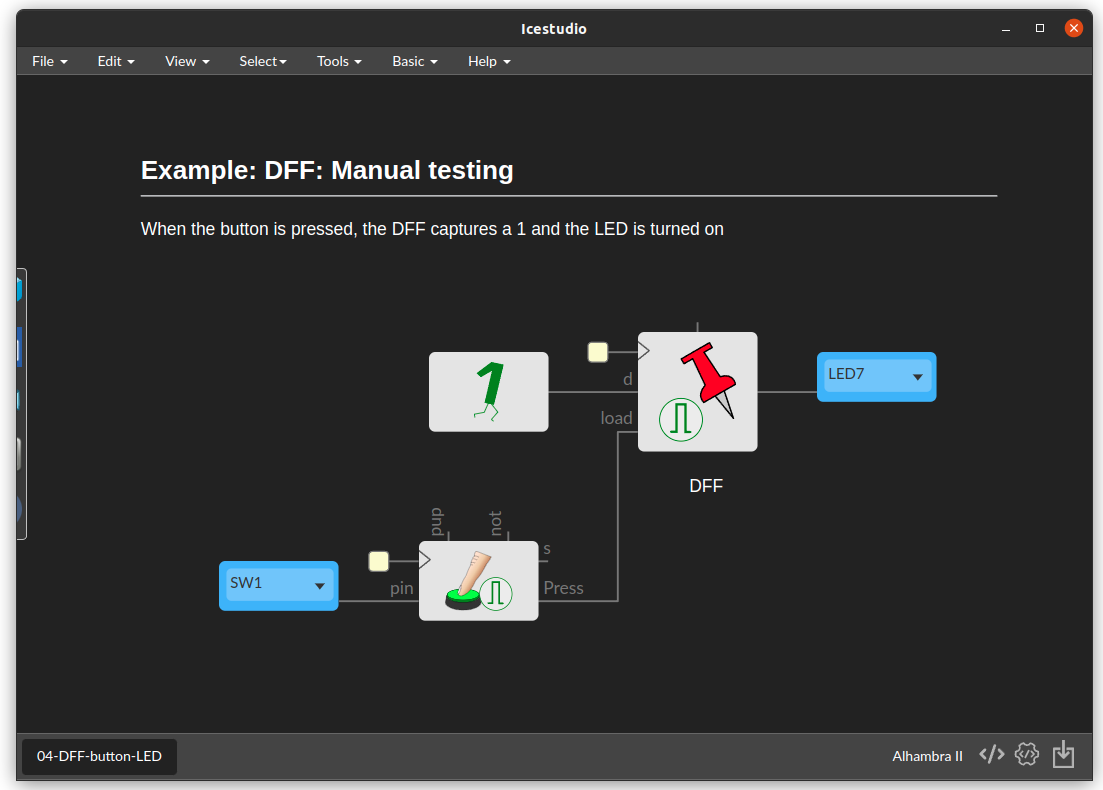 Icestudio
File Edit View Select Tools Basic Help
Example: DFF: Manual testing
When the button is pressed, the DFF captures a 1 and the LED is turned on
1
d
load
LED7
DFF
pup
not
s
SW1
pin
Press
04-DFF-button-LED
Alhambra II